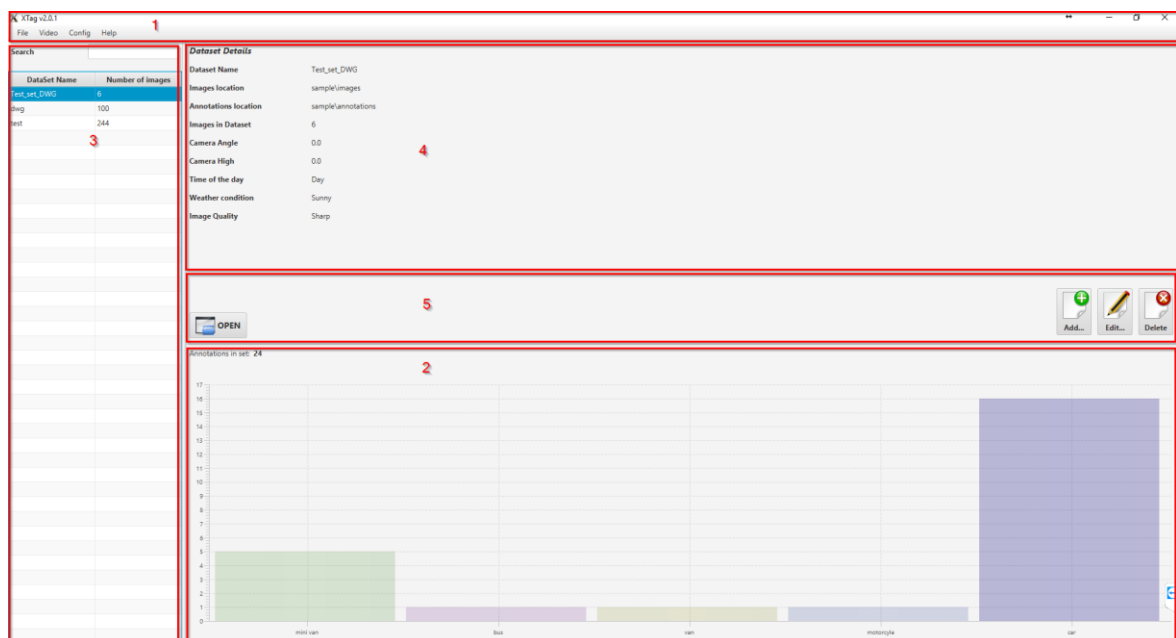 XTag v2.0.1
1
File Video Config Help
Search
DataSet Name Number of images
Test_set_DWG 6
dwg 100
test 244
3
Dataset Details
Dataset Name Test_set_DWG
Images location sample\images
Annotations location sample\annotations
Images in Dataset 6
Camera Angle 0.0
4
Camera High 0.0
Time of the day Day
Weather condition Sunny
Image Quality Sharp
5
OPEN
Add... Edit... Delete
Annotations in set: 24
2
17
16
15
14
13
12
11
10
9
8
7
6
5
4
3
2
1
0
mini van bus van motorcyle car